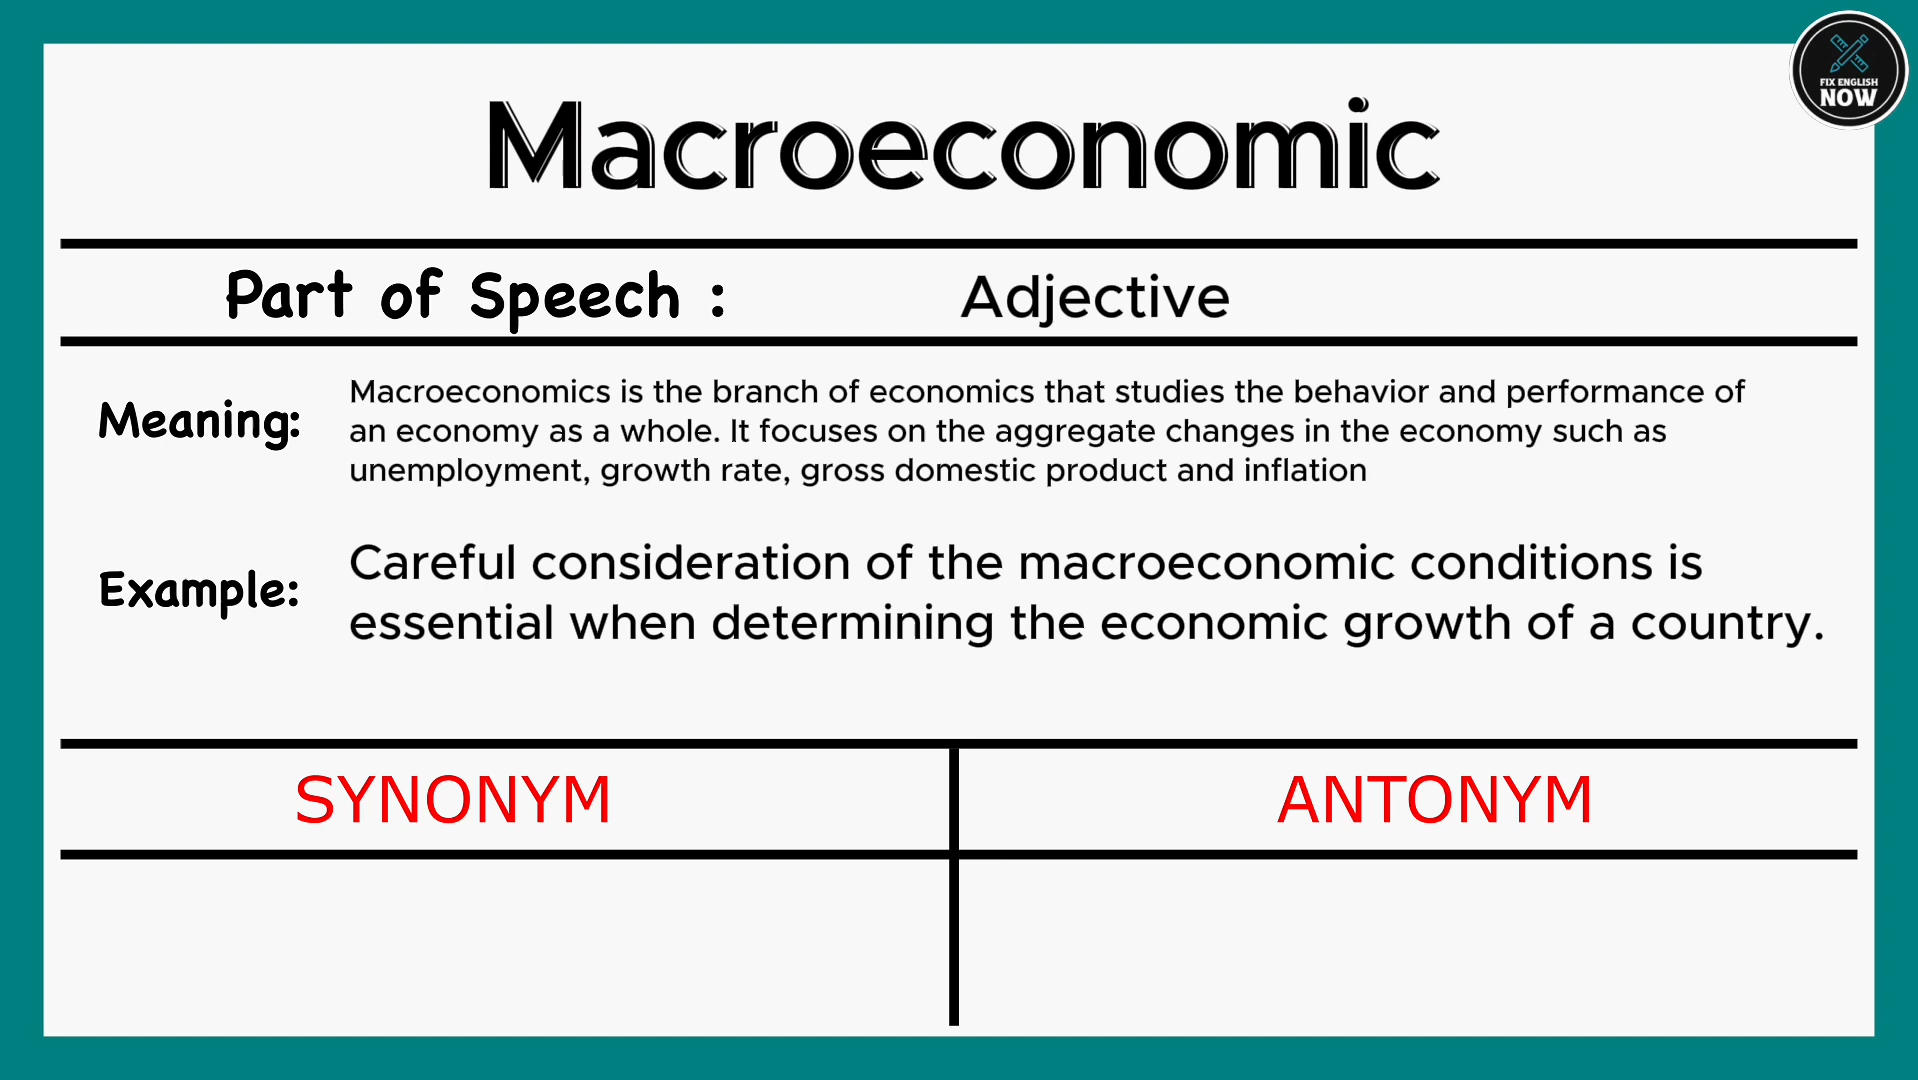 FIX ENGLISH
NOW
Macroeconomic
Part of Speech : Adjective
Meaning: Macroeconomics is the branch of economics that studies the behavior and performance of
an economy as a whole. It focuses on the aggregate changes in the economy such as
unemployment, growth rate, gross domestic product and inflation
Example: Careful consideration of the macroeconomic conditions is
essential when determining the economic growth of a country.
SYNONYM ANTONYM